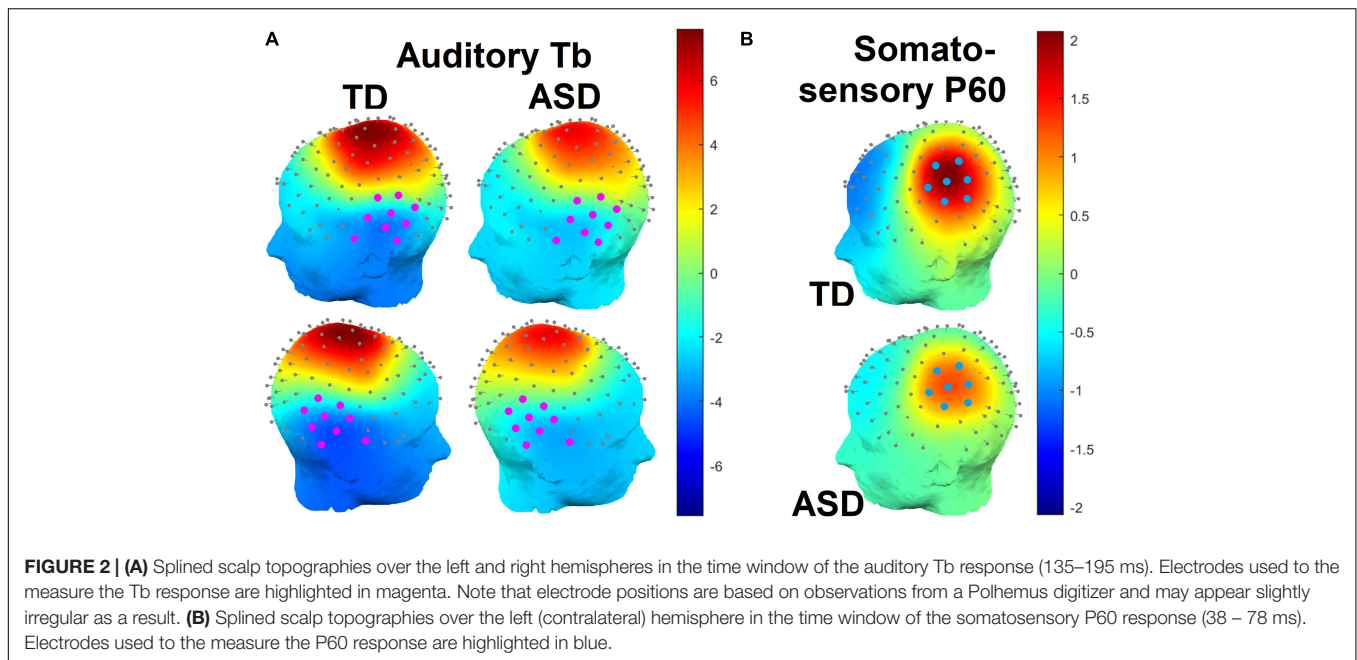 A
Auditory Tb
TD
ASD
6
4
2
0
-2
-4
-6
B
Somato-
sensory P60
TD
ASD
2
1.5
1
0.5
0
-0.5
-1
-1.5
-2
FIGURE 2 | (A) Splined scalp topographies over the left and right hemispheres in the time window of the auditory Tb response (135–195 ms). Electrodes used to the
measure the Tb response are highlighted in magenta. Note that electrode positions are based on observations from a Polhemus digitizer and may appear slightly
irregular as a result. (B) Splined scalp topographies over the left (contralateral) hemisphere in the time window of the somatosensory P60 response (38 – 78 ms).
Electrodes used to the measure the P60 response are highlighted in blue.